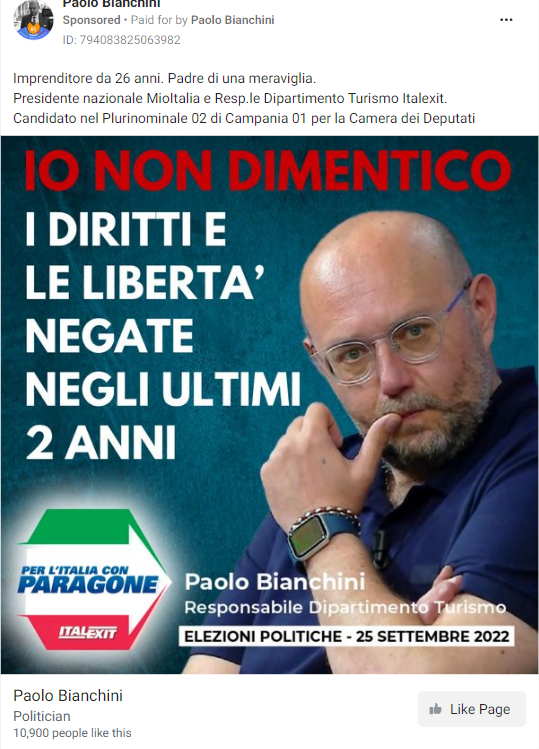 Paolo Bianchini
Sponsored • Paid for by Paolo Bianchini
ID: 794083825063982
Imprenditore da 26 anni. Padre di una meraviglia.
Presidente nazionale MioItalia e Resp.le Dipartimento Turismo Italexit.
Candidato nel Plurinominale 02 di Campania 01 per la Camera dei Deputati
IO NON DIMENTICO
I DIRITTI E
LE LIBERTA’
NEGATE
NEGLI ULTIMI
2 ANNI
PER L'ITALIA CON
PARAGONE
ITALEXIT
Paolo Bianchini
Responsabile Dipartimento Turismo
ELEZIONI POLITICHE - 25 SETTEMBRE 2022
Paolo Bianchini
Politician
10,900 people like this
Like Page